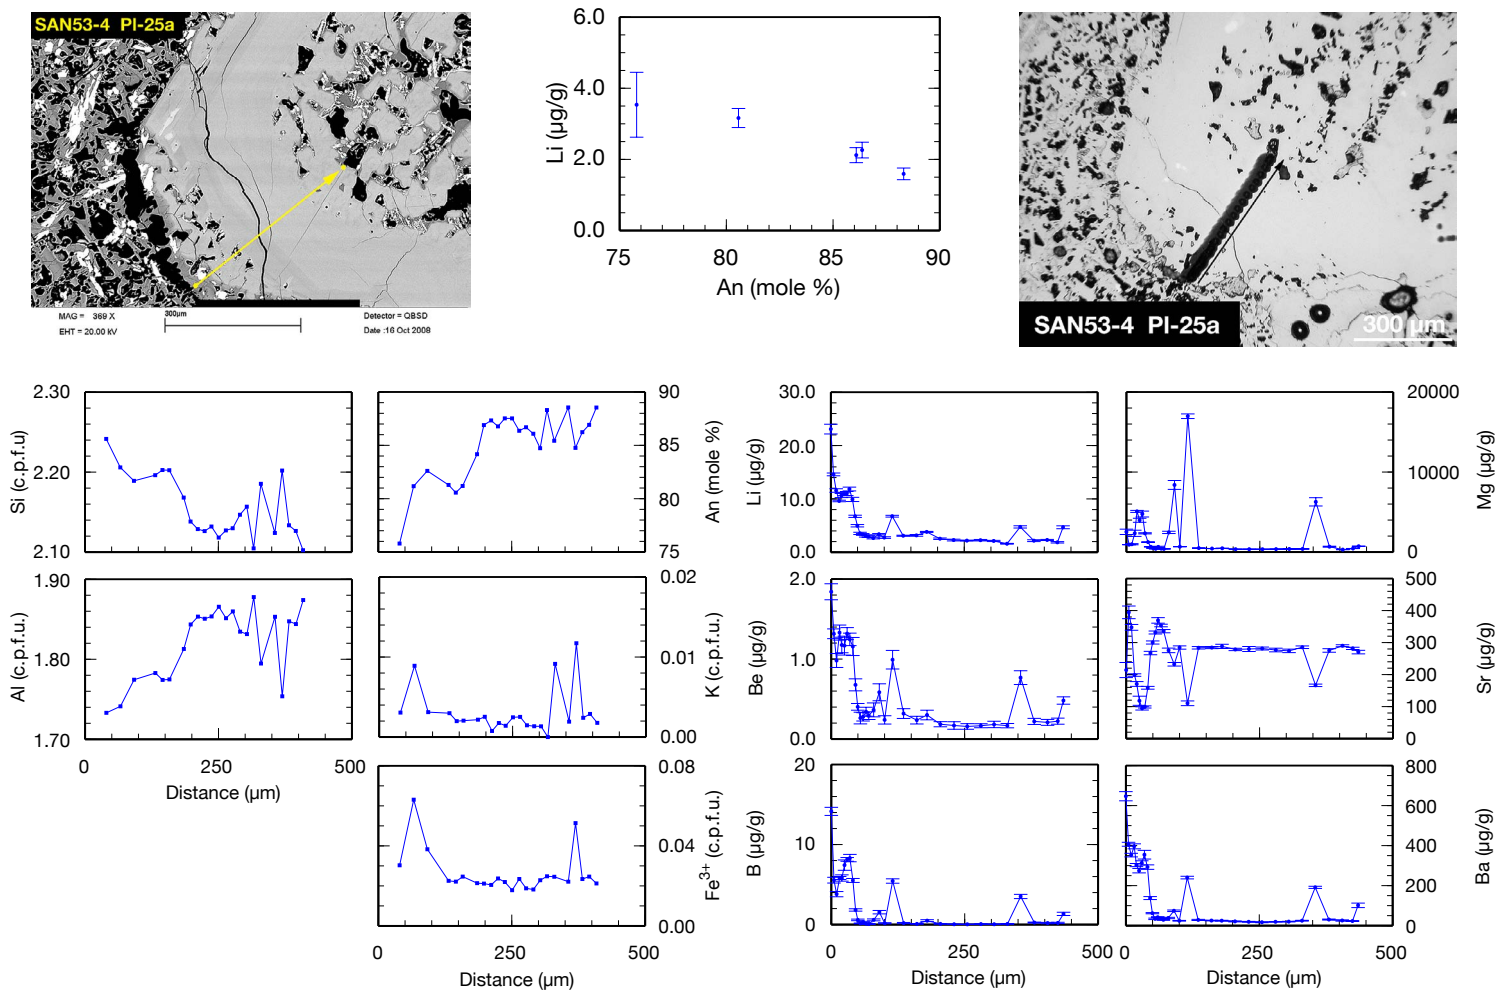 SAN53-4 Pl-25a
MAG = 369 X
EHT = 20.00 kV
300µm
Detector = QBSD
Date :16 Oct 2008
6.0
4.0
2.0
0.0
Li (µg/g)
75 80 85 90
An (mole %)
SAN53-4 Pl-25a
300 µm
2.30
2.20
2.10
Si (c.p.f.u)
90
85
80
75
An (mole %)
30.0
20.0
10.0
0.0
Li (µg/g)
20000
10000
0
Mg (µg/g)
1.90
1.80
1.70
Al (c.p.f.u)
0 250 500
Distance (µm)
0.02
0.01
0.00
K (c.p.f.u.)
2.0
1.0
0.0
Be (µg/g)
500
400
300
200
100
0
Sr (µg/g)
0.08
0.04
0.00
Fe3+ (c.p.f.u.)
0 250 500
Distance (µm)
20
10
0
B (µg/g)
0 250 500
Distance (µm)
800
600
400
200
0
Ba (µg/g)
0 250 500
Distance (µm)